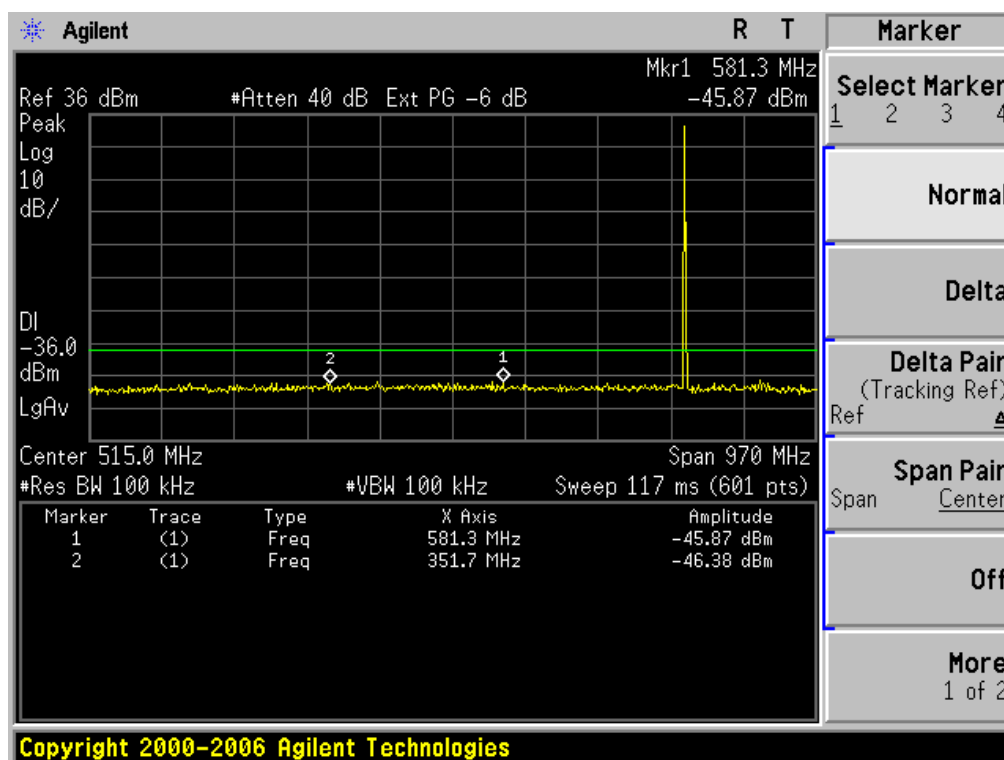 Agilent R T
Mkr1 581.3 MHz
Ref 36 dBm #Atten 40 dB Ext PG -6 dB -45.87 dBm
Peak
Log
10
dB/
DI
-36.0
dBm
LgAv
2 1
Center 515.0 MHz Span 970 MHz
#Res BW 100 kHz #VBW 100 kHz Sweep 117 ms (601 pts)
Marker Trace Type X Axis Amplitude
1 (1) Freq 581.3 MHz -45.87 dBm
2 (1) Freq 351.7 MHz -46.38 dBm
Copyright 2000-2006 Agilent Technologies
Marker
Select Marker
1 2 3 4
Normal
Delta
Delta Pair
(Tracking Ref)
Ref Δ
Span Pair
Span Center
Off
More
1 of 2